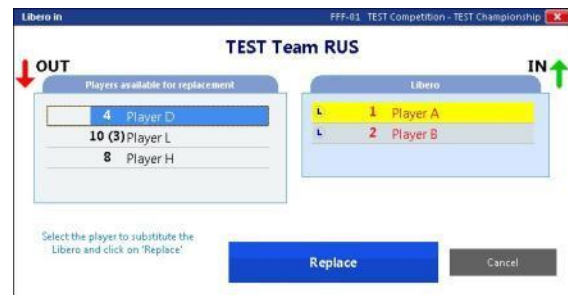 Libero in FFF-01 TEST Competition - TEST Championship
TEST Team RUS
OUT IN
Players available for replacement Libero
4 Player D
10 (3) Player L
8 Player H
L 1 Player A
L 2 Player B
Select the player to substitute the
Libero and click on 'Replace'
Replace Cancel